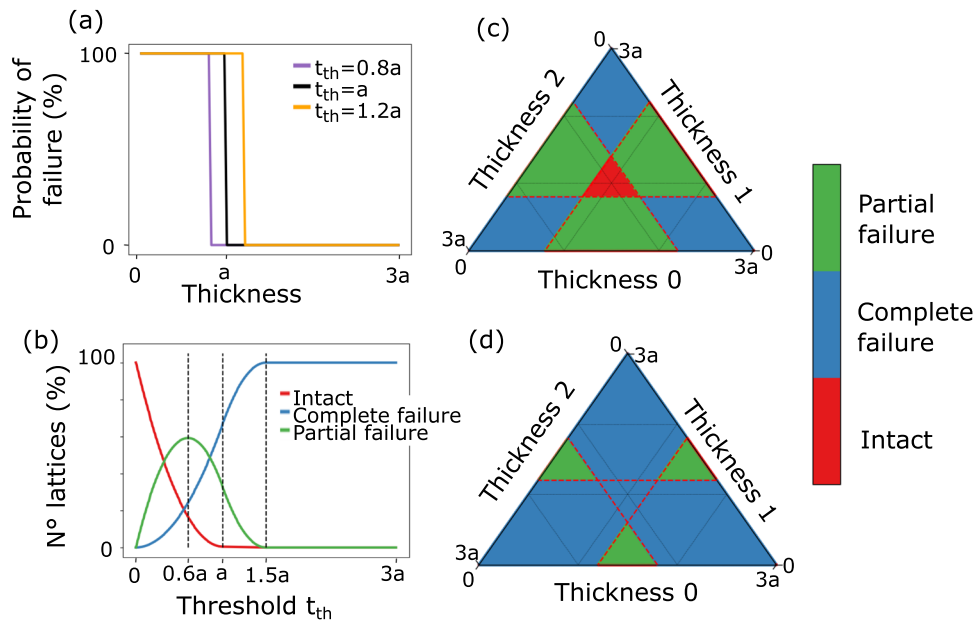 (a)
Probability of
failure (%)
100
0
t_th=0.8a
t_th=a
t_th=1.2a
0
a
3a
Thickness
(b)
N° lattices (%)
100
0
Intact
Complete failure
Partial failure
0
0.6a
a
1.5a
3a
Threshold t_th
(c)
0
3a
Thickness 2
Thickness 1
3a
0
0
3a
Thickness 0
(d)
0
3a
Thickness 2
Thickness 1
3a
0
0
3a
Thickness 0
Partial
failure
Complete
failure
Intact